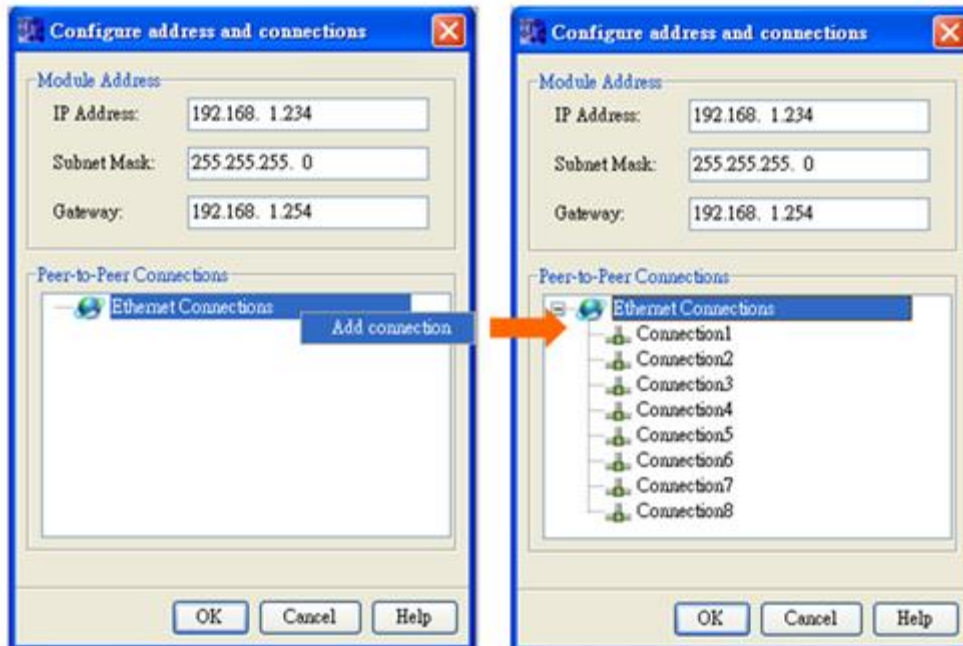 Configure address and connections
Module Address
IP Address: 192.168. 1.234
Subnet Mask: 255.255.255. 0
Gateway: 192.168. 1.254
Peer-to-Peer Connections
Ethernet Connections
Add connection
OK Cancel Help
Configure address and connections
Module Address
IP Address: 192.168. 1.234
Subnet Mask: 255.255.255. 0
Gateway: 192.168. 1.254
Peer-to-Peer Connections
Ethernet Connections
Connection1
Connection2
Connection3
Connection4
Connection5
Connection6
Connection7
Connection8
OK Cancel Help